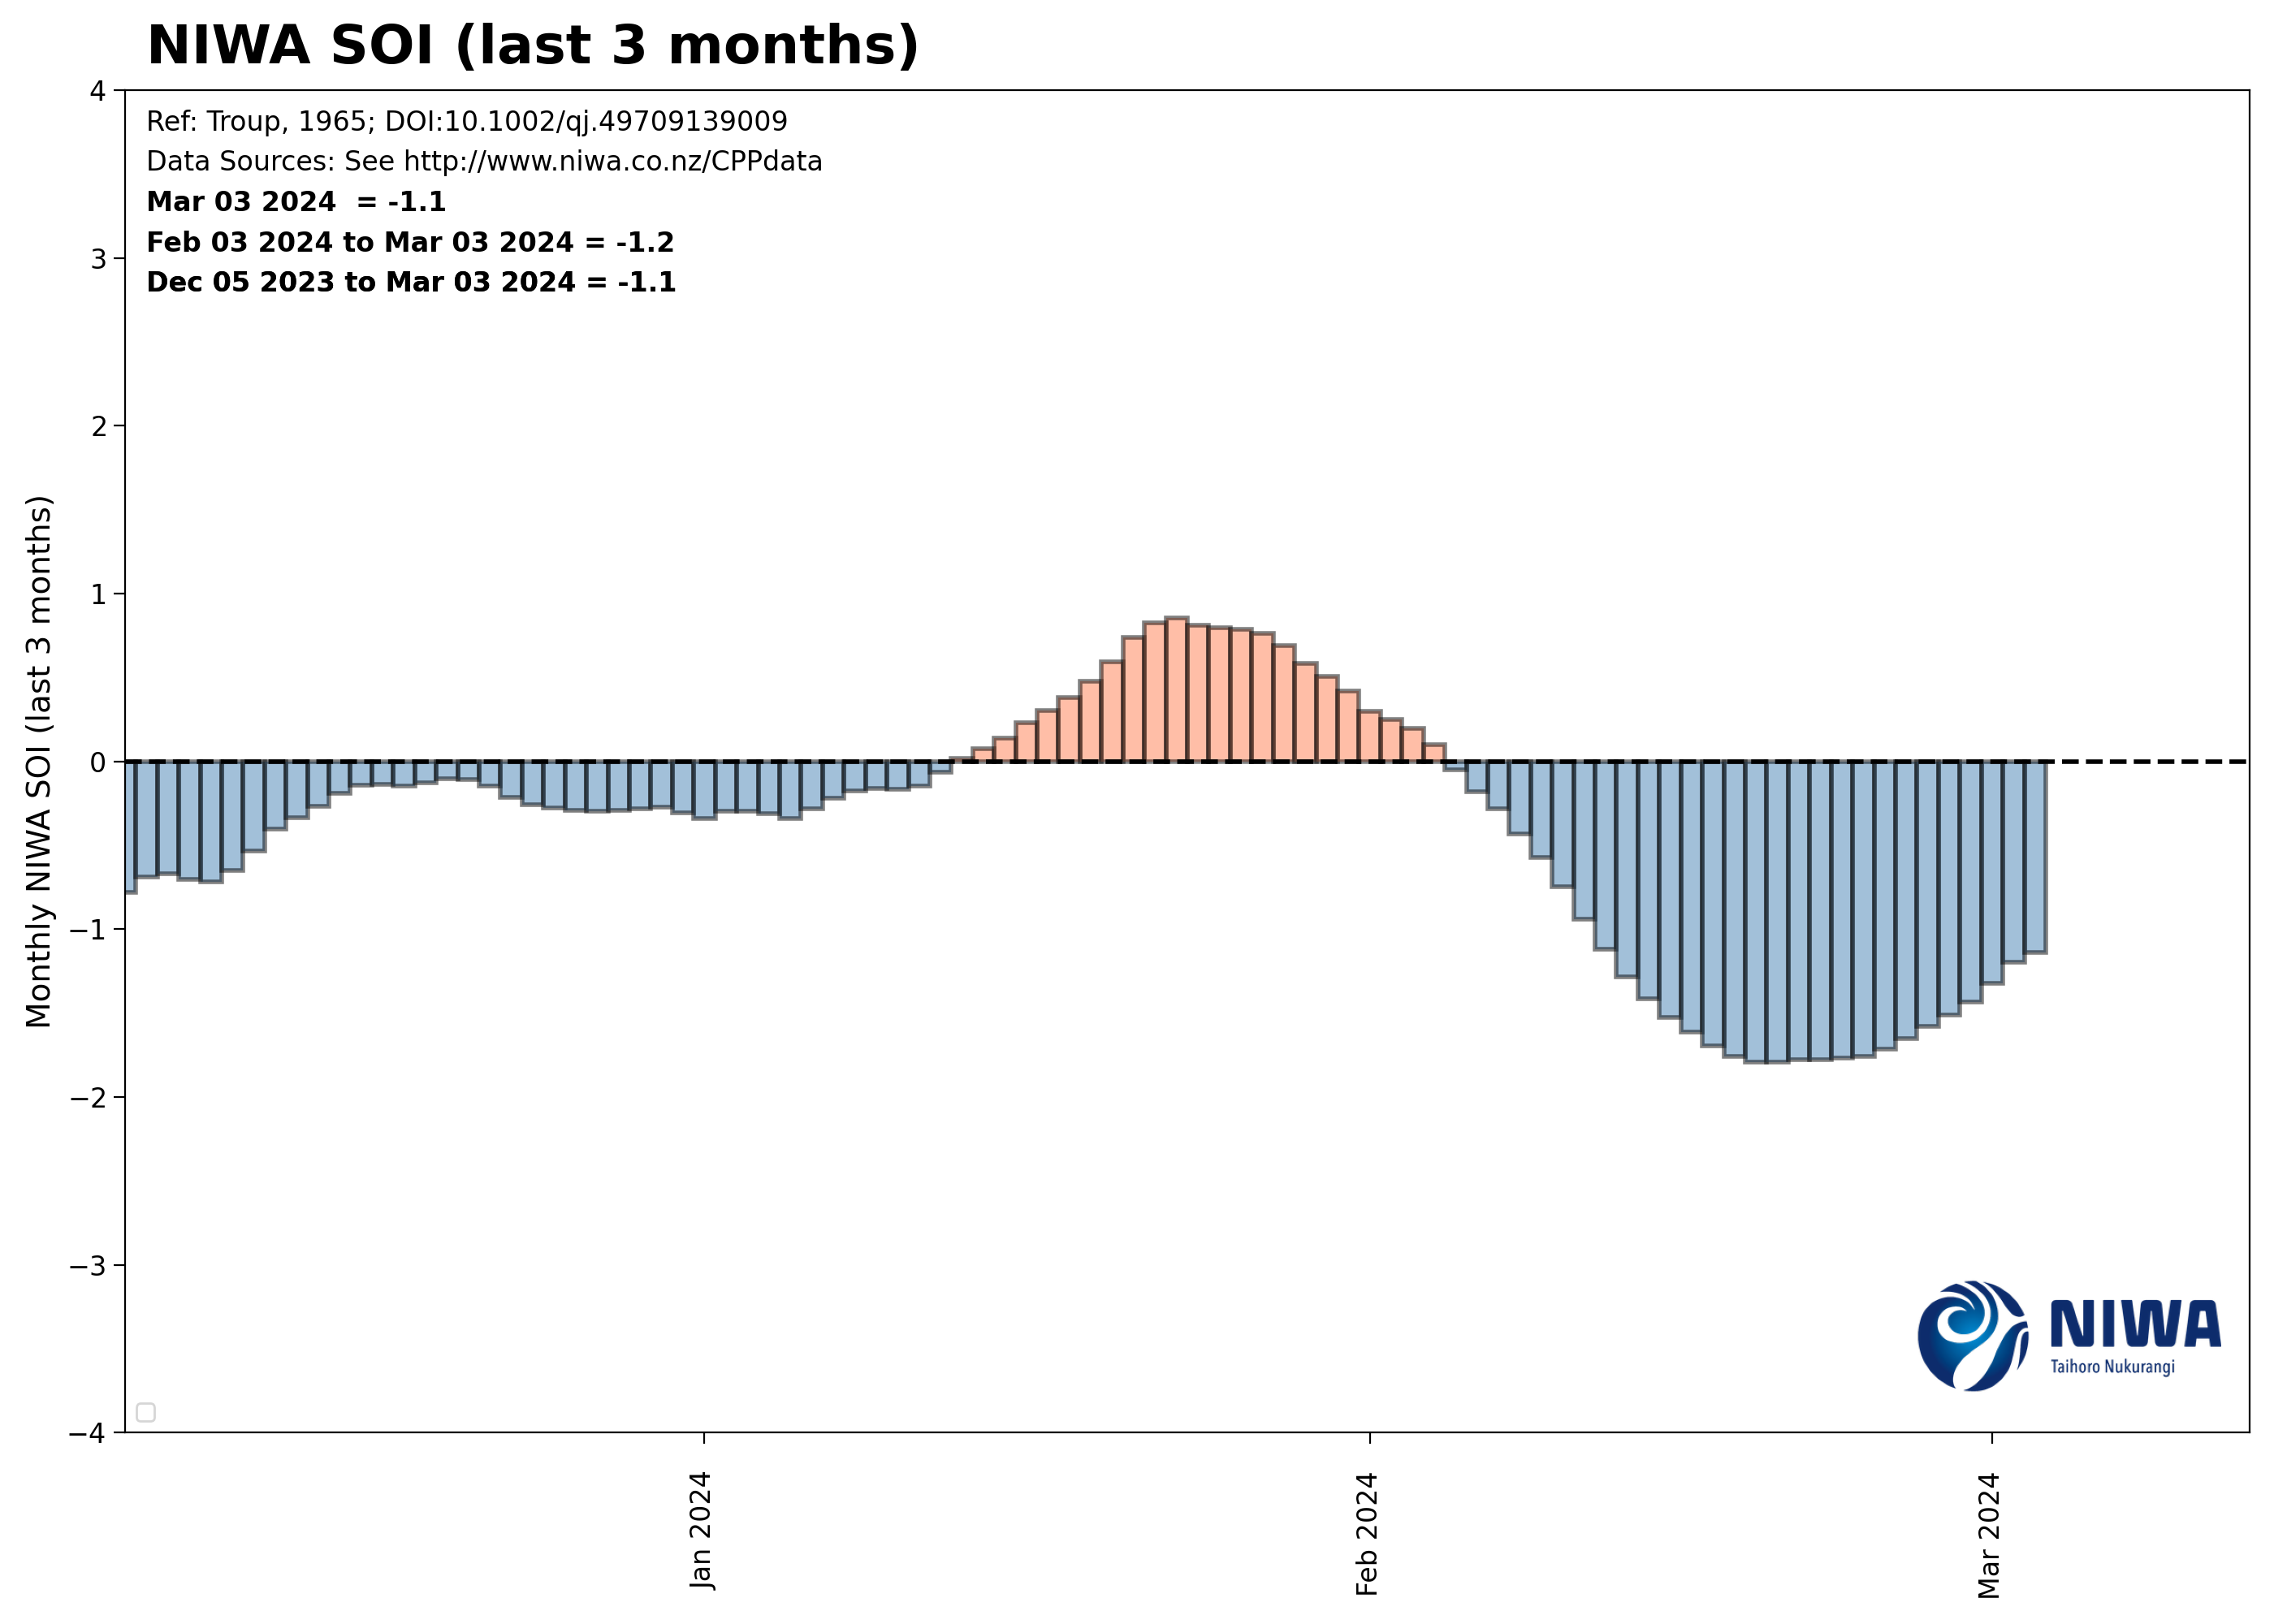 NIWA SOI (last 3 months)
Ref: Troup, 1965; DOI:10.1002/qj.49709139009
Data Sources: See http://www.niwa.co.nz/CPPdata
Mar 03 2024  = -1.1
Feb 03 2024 to Mar 03 2024 = -1.2
Dec 05 2023 to Mar 03 2024 = -1.1
Monthly NIWA SOI (last 3 months)
4
3
2
1
0
−1
−2
−3
−4
NIWA
Taihoro Nukurangi
Jan 2024
Feb 2024
Mar 2024